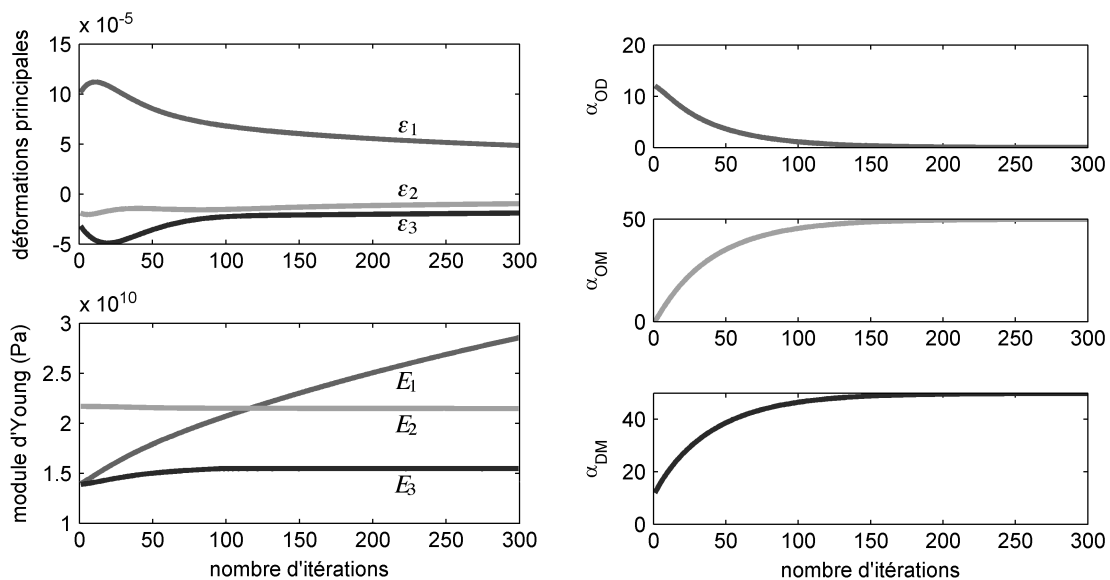 x 10-5
déformations principales
15
10
5
0
-5
ε1
ε2
ε3
0 50 100 150 200 250 300
x 1010
module d'Young (Pa)
3
2.5
2
1.5
1
E1
E2
E3
0 50 100 150 200 250 300
nombre d'itérations
αOD
20
10
0
0 50 100 150 200 250 300
αOM
50
0
0 50 100 150 200 250 300
αDM
40
20
0
0 50 100 150 200 250 300
nombre d'itérations